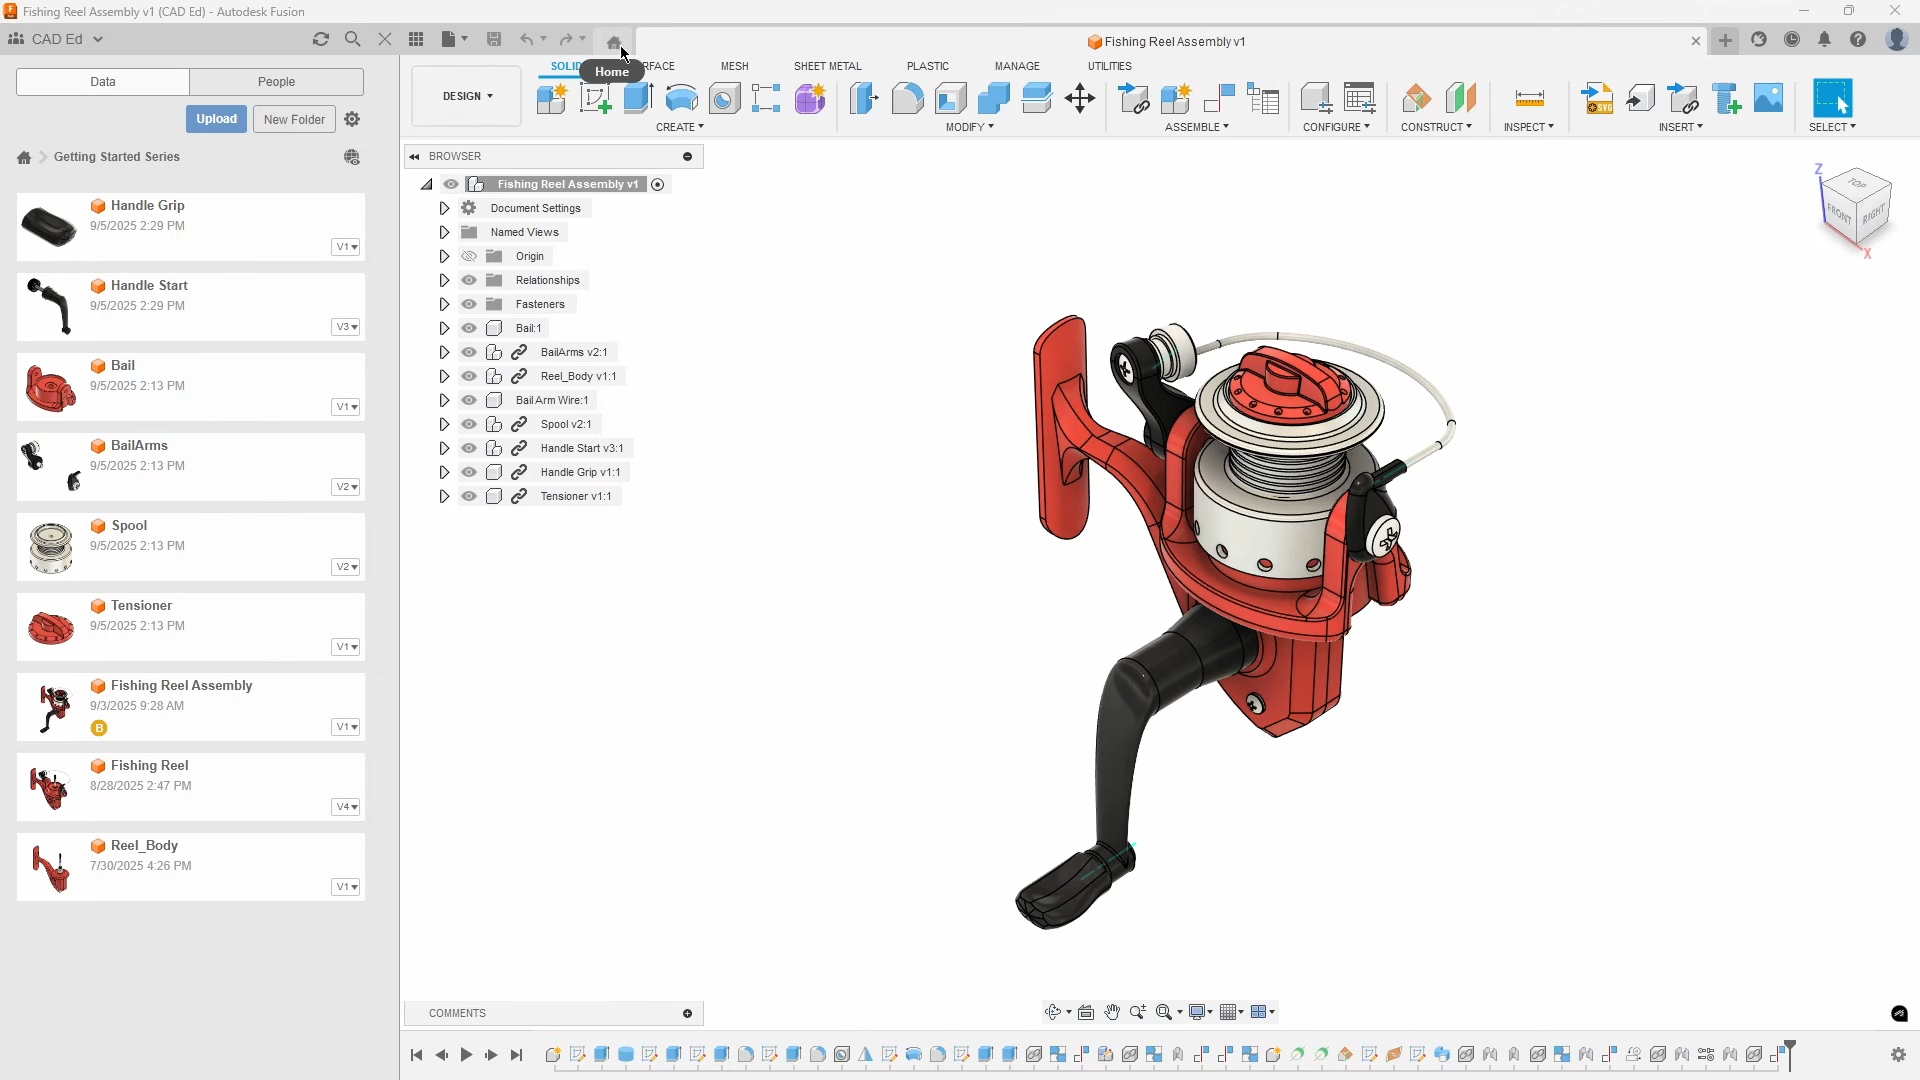 Fishing Reel Assembly v1 (CAD Ed) - Autodesk Fusion
CAD Ed
Fishing Reel Assembly v1
Home
Data
People
Upload
New Folder
Getting Started Series
Handle Grip
9/5/2025 2:29 PM
V1
Handle Start
9/5/2025 2:29 PM
V3
Bail
9/5/2025 2:13 PM
V1
BailArms
9/5/2025 2:13 PM
V2
Spool
9/5/2025 2:13 PM
V2
Tensioner
9/5/2025 2:13 PM
V1
Fishing Reel Assembly
9/3/2025 9:28 AM
B
V1
Fishing Reel
8/28/2025 2:47 PM
V4
Reel_Body
7/30/2025 4:26 PM
V1
DESIGN
SOLID
RFACE
MESH
SHEET METAL
PLASTIC
MANAGE
UTILITIES
SVG
CREATE
MODIFY
ASSEMBLE
CONFIGURE
CONSTRUCT
INSPECT
INSERT
SELECT
BROWSER
Fishing Reel Assembly v1
Document Settings
Named Views
Origin
Relationships
Fasteners
Bail:1
BailArms v2:1
Reel_Body v1:1
Bail Arm Wire:1
Spool v2:1
Handle Start v3:1
Handle Grip v1:1
Tensioner v1:1
Z
TOP
FRONT
RIGHT
X
COMMENTS